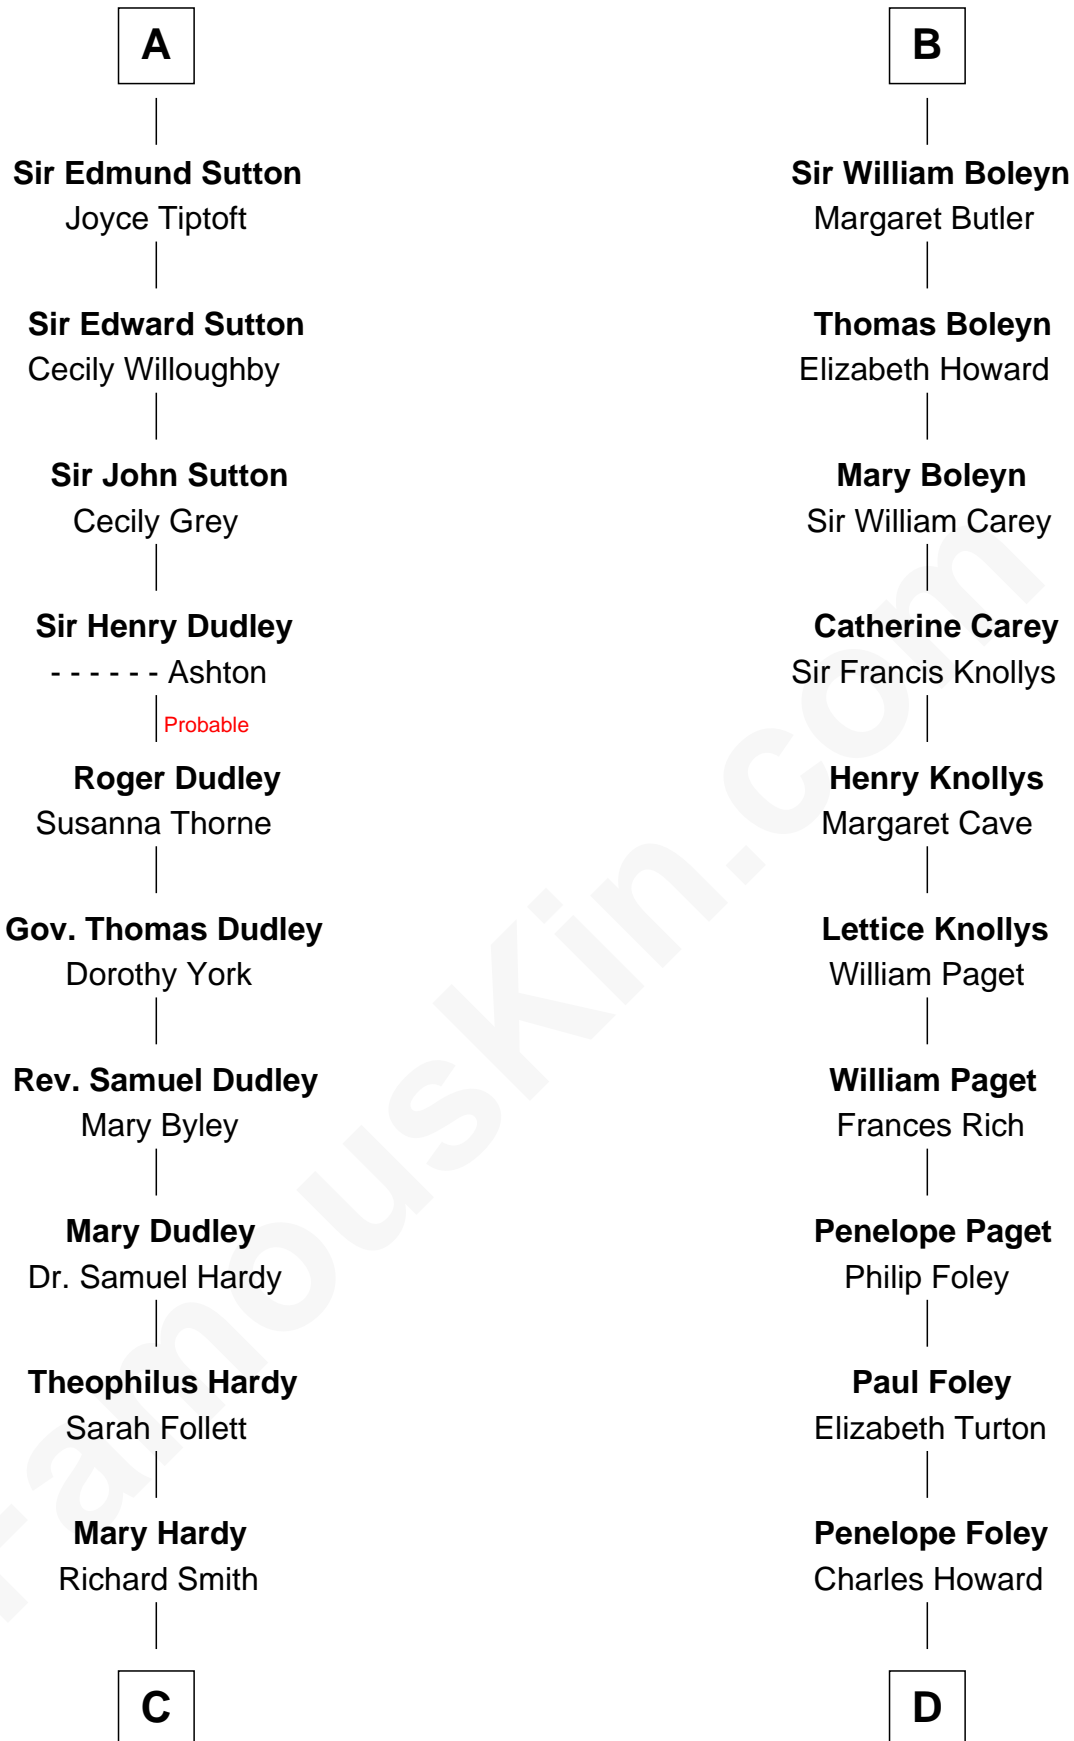 A
Sir Edmund Sutton
Joyce Tiptoft
Sir Edward Sutton
Cecily Willoughby
Sir John Sutton
Cecily Grey
Sir Henry Dudley
- - - - - - Ashton
Probable
Roger Dudley
Susanna Thorne
Gov. Thomas Dudley
Dorothy York
Rev. Samuel Dudley
Mary Byley
Mary Dudley
Dr. Samuel Hardy
Theophilus Hardy
Sarah Follett
Mary Hardy
Richard Smith
C
B
Sir William Boleyn
Margaret Butler
Thomas Boleyn
Elizabeth Howard
Mary Boleyn
Sir William Carey
Catherine Carey
Sir Francis Knollys
Henry Knollys
Margaret Cave
Lettice Knollys
William Paget
William Paget
Frances Rich
Penelope Paget
Philip Foley
Paul Foley
Elizabeth Turton
Penelope Foley
Charles Howard
D
FamousKin.com